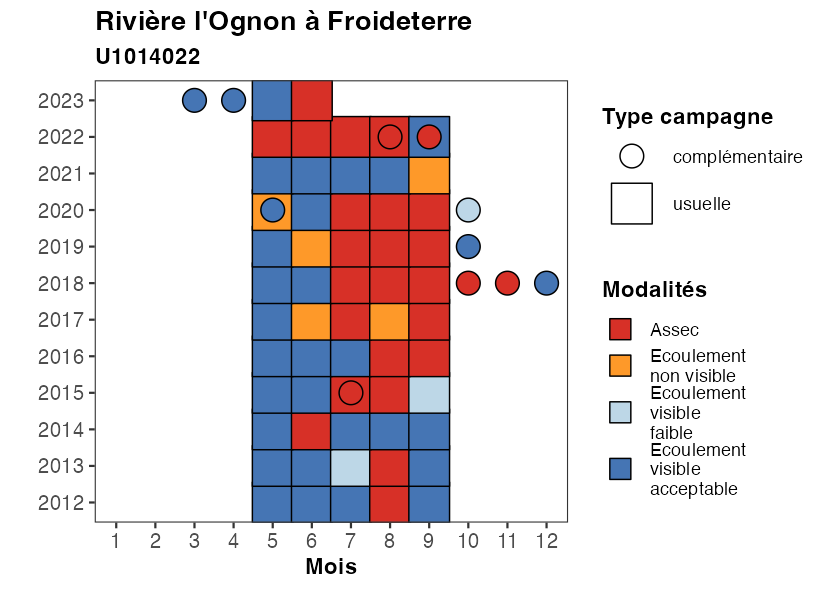 Rivière l'Ognon à Froideterre
U1014022
2023
2022
2021
2020
2019
2018
2017
2016
2015
2014
2013
2012
1 2 3 4 5 6 7 8 9 10 11 12
Mois
Type campagne
complémentaire
usuelle
Modalités
Assec
Ecoulement
non visible
Ecoulement
visible
faible
Ecoulement
visible
acceptable